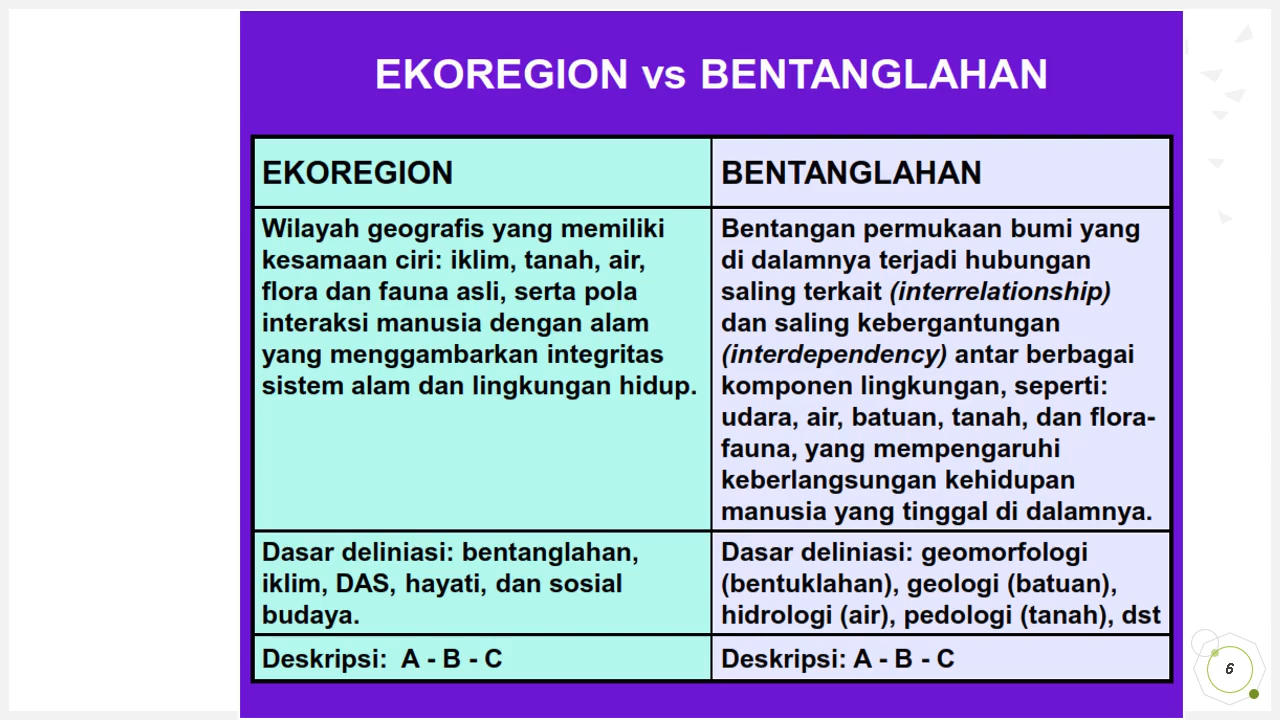 EKOREGION vs BENTANGLAHAN
EKOREGION
Wilayah geografis yang memiliki
kesamaan ciri: iklim, tanah, air,
flora dan fauna asli, serta pola
interaksi manusia dengan alam
yang menggambarkan integritas
sistem alam dan lingkungan hidup.
Dasar deliniasi: bentanglahan,
iklim, DAS, hayati, dan sosial
budaya.
Deskripsi:  A - B - C
BENTANGLAHAN
Bentangan permukaan bumi yang
di dalamnya terjadi hubungan
saling terkait (interrelationship)
dan saling kebergantungan
(interdependency) antar berbagai
komponen lingkungan, seperti:
udara, air, batuan, tanah, dan flora-
fauna, yang mempengaruhi
keberlangsungan kehidupan
manusia yang tinggal di dalamnya.
Dasar deliniasi: geomorfologi
(bentuklahan), geologi (batuan),
hidrologi (air), pedologi (tanah), dst
Deskripsi: A - B - C
6